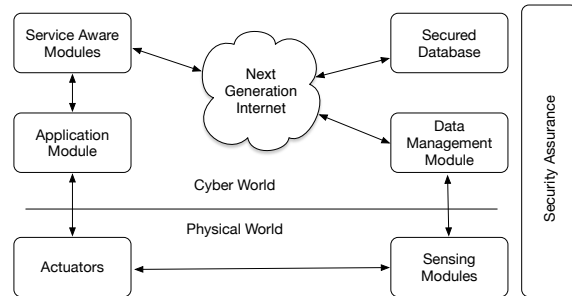 Service Aware
Modules
Next
Generation
Internet
Secured
Database
Application
Module
Data
Management
Module
Cyber World
Physical World
Actuators
Sensing
Modules
Security Assurance